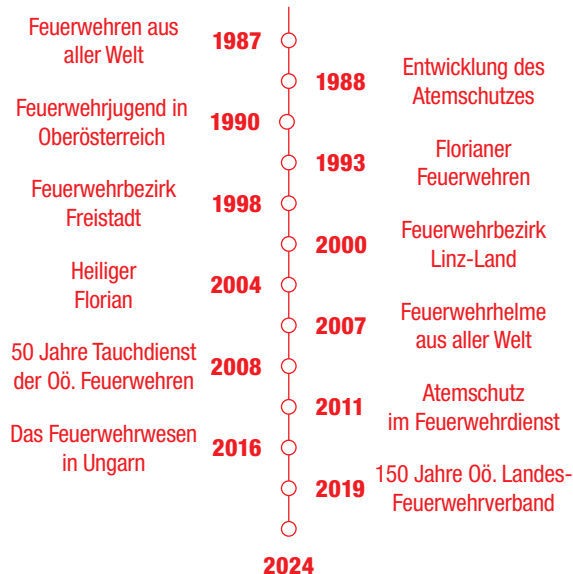 Feuerwehren aus
aller Welt
1987
1988
Entwicklung des
Atemschutzes
Feuerwehrjugend in
Oberösterreich
1990
1993
Florianer
Feuerwehren
Feuerwehrbezirk
Freistadt
1998
2000
Feuerwehrbezirk
Linz-Land
Heiliger
Florian
2004
2007
Feuerwehrhelme
aus aller Welt
50 Jahre Tauchdienst
der Oö. Feuerwehren
2008
2011
Atemschutz
im Feuerwehrdienst
Das Feuerwehrwesen
in Ungarn
2016
2019
150 Jahre Oö. Landes-
Feuerwehrverband
2024